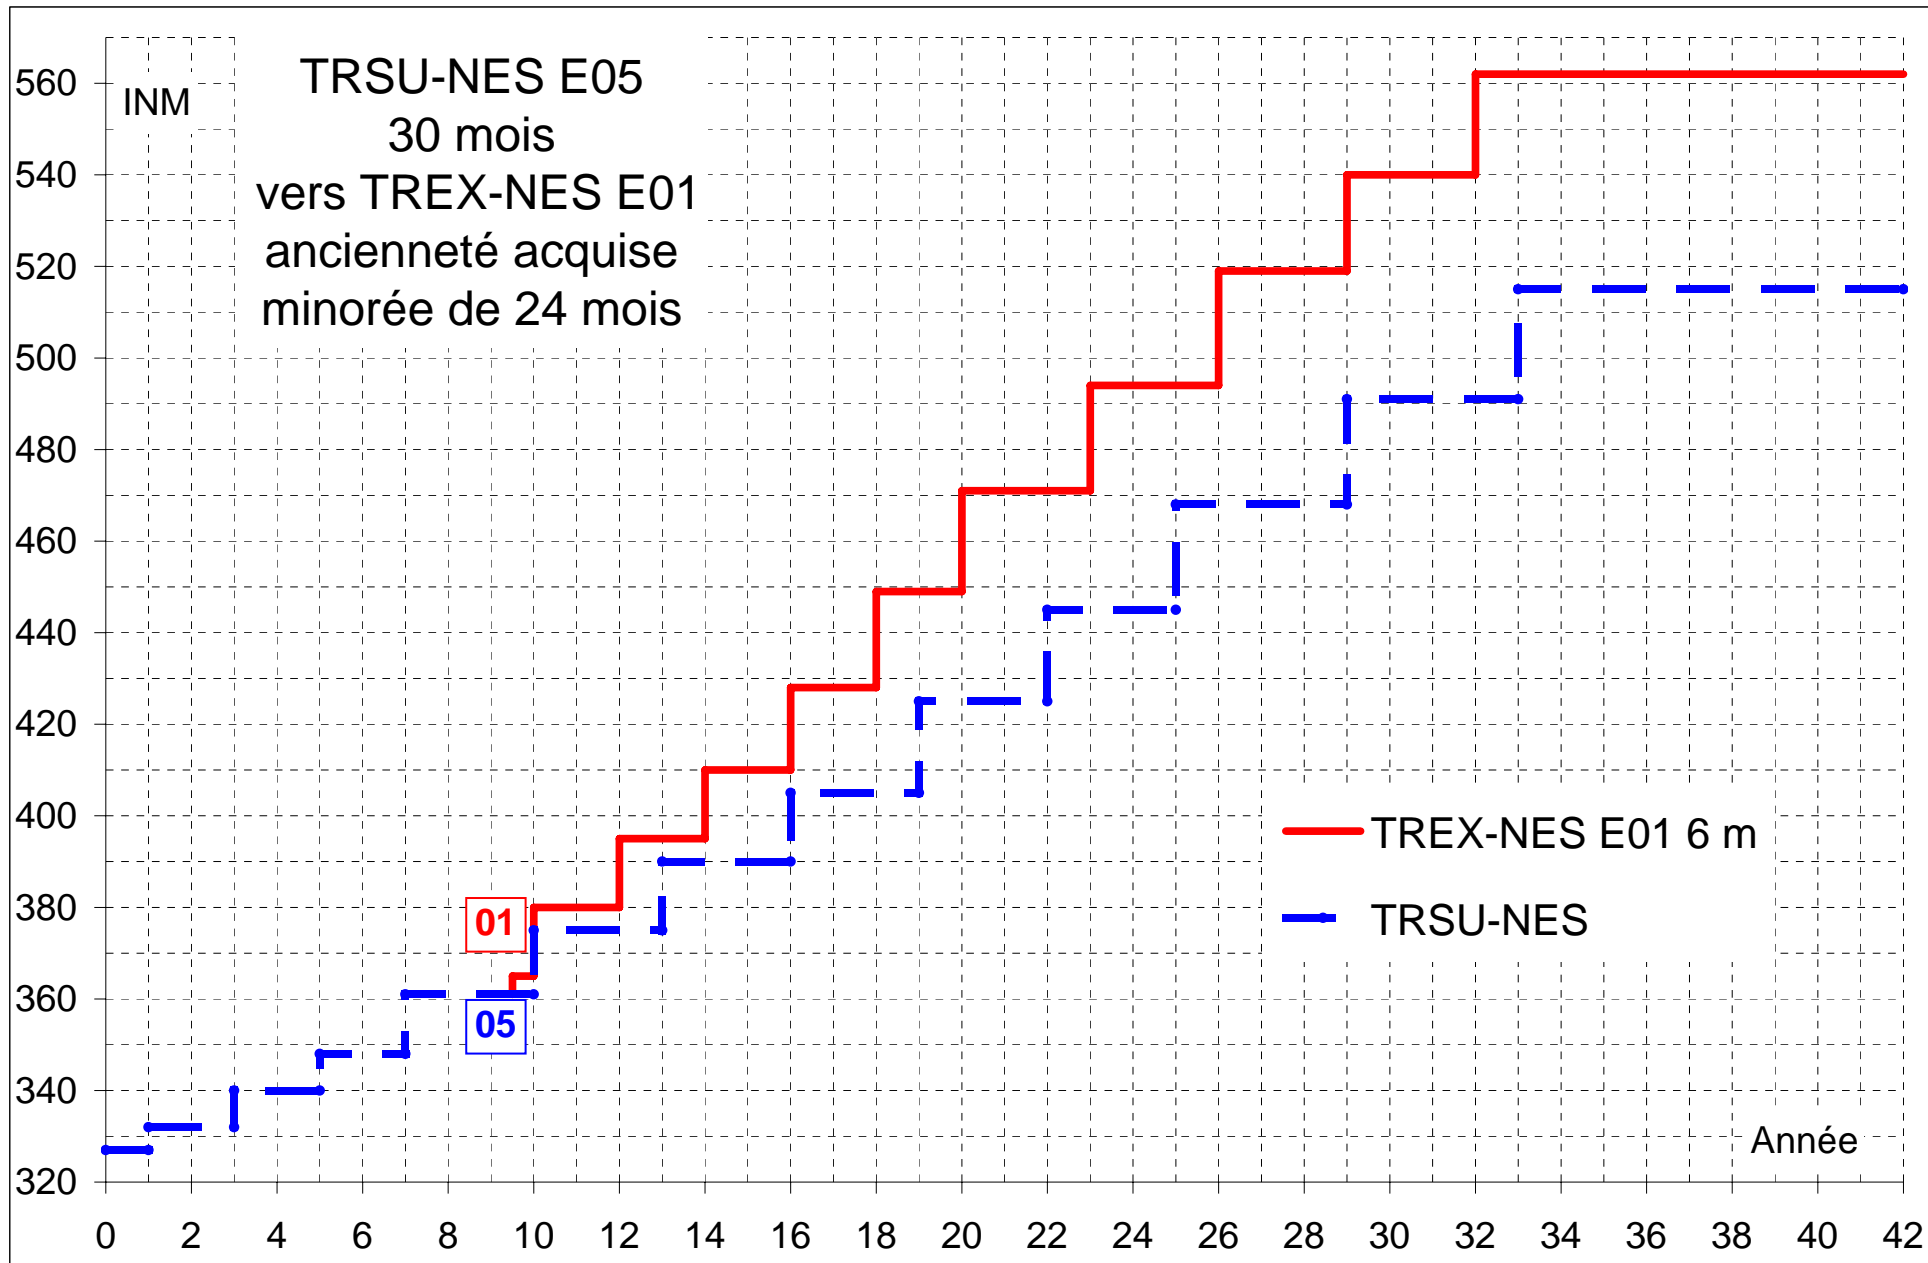 TRSU-NES E05
30 mois
vers TREX-NES E01
ancienneté acquise
minorée de 24 mois
INM
560
540
520
500
480
460
440
420
400
380
360
340
320
01
05
TREX-NES E01 6 m
TRSU-NES
Année
0 2 4 6 8 10 12 14 16 18 20 22 24 26 28 30 32 34 36 38 40 42